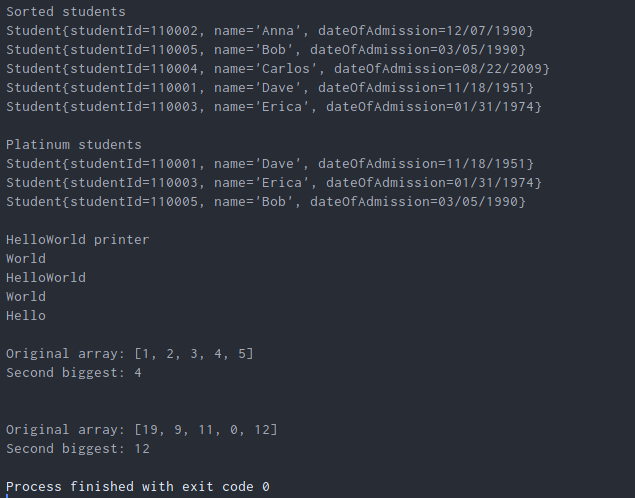 Sorted students
Student{studentId=110002, name='Anna', dateOfAdmission=12/07/1990}
Student{studentId=110005, name='Bob', dateOfAdmission=03/05/1990}
Student{studentId=110004, name='Carlos', dateOfAdmission=08/22/2009}
Student{studentId=110001, name='Dave', dateOfAdmission=11/18/1951}
Student{studentId=110003, name='Erica', dateOfAdmission=01/31/1974}

Platinum students
Student{studentId=110001, name='Dave', dateOfAdmission=11/18/1951}
Student{studentId=110003, name='Erica', dateOfAdmission=01/31/1974}
Student{studentId=110005, name='Bob', dateOfAdmission=03/05/1990}

HelloWorld printer
World
HelloWorld
World
Hello

Original array: [1, 2, 3, 4, 5]
Second biggest: 4


Original array: [19, 9, 11, 0, 12]
Second biggest: 12

Process finished with exit code 0